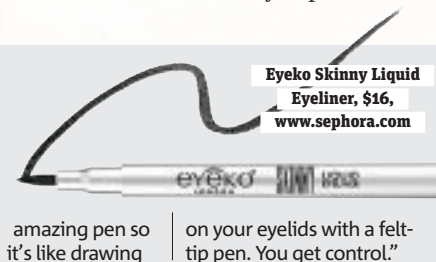 Eyeko Skinny Liquid
Eyeliner, $16,
www.sephora.com
eyeko
LONDON
amazing pen so
it's like drawing
on your eyelids with a felt-
tip pen. You get control."